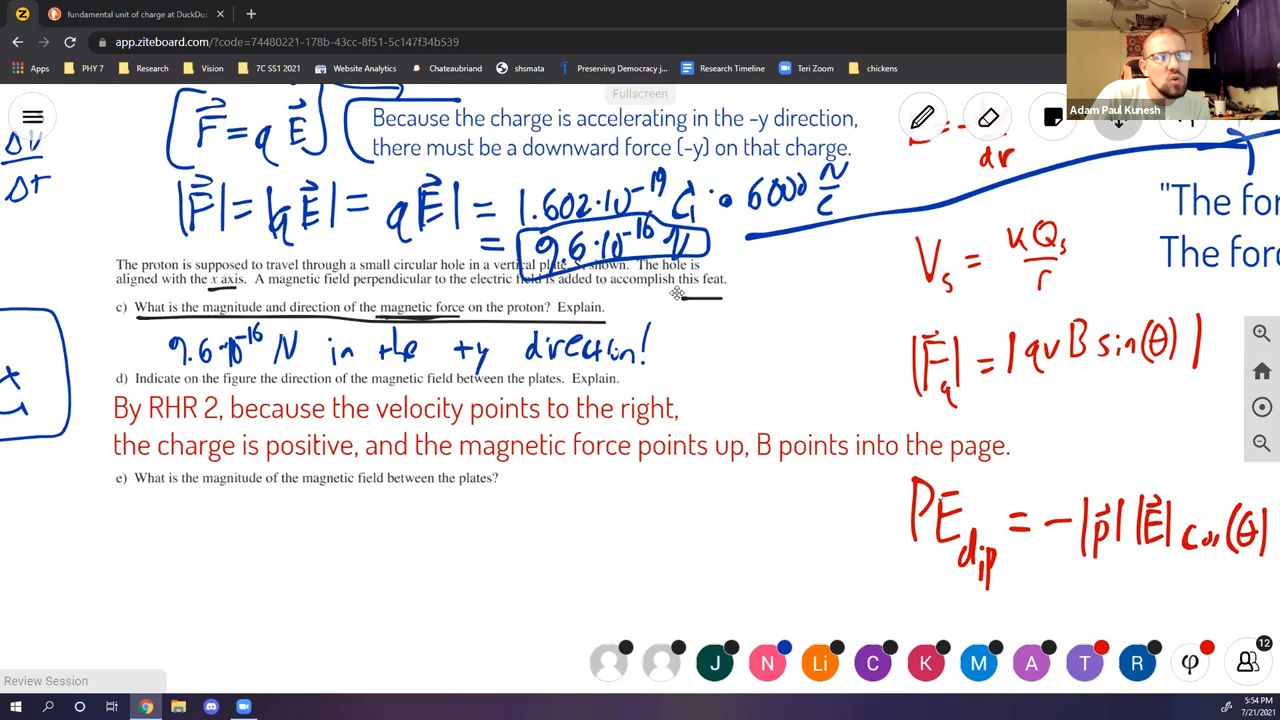 fundamental unit of charge at DuckDu
app.ziteboard.com/?code=74480221-178b-43cc-8f51-5c147f34b539
Apps PHY 7 Research Vision 7C SS1 2021 Website Analytics Chateaubriand shsmata Preserving Democracy i... Research Timeline Teri Zoom chickens
Fullscreen
Adam Paul Kunesh
ΔV
ΔT
[F⃗ = q E⃗]
Because the charge is accelerating in the -y direction,
there must be a downward force (-y) on that charge.
dr
|F⃗| = |qE⃗| = q|E⃗| = 1.602·10⁻¹⁹ C · 6000 N/C
= 9.6·10⁻¹⁶ N
"The for
The forc
V_s = kQ_s/r
The proton is supposed to travel through a small circular hole in a vertical plate, S, shown. The hole is
aligned with the x axis. A magnetic field perpendicular to the electric field is added to accomplish this feat.
c) What is the magnitude and direction of the magnetic force on the proton? Explain.
9.6·10⁻¹⁶ N in the +y direction!
|F⃗_q| = |qvB sin(θ)|
d) Indicate on the figure the direction of the magnetic field between the plates. Explain.
By RHR 2, because the velocity points to the right,
the charge is positive, and the magnetic force points up, B points into the page.
e) What is the magnitude of the magnetic field between the plates?
PE_dip = -|p⃗||E⃗| cos(θ)
J N Li C K M A T R φ 12
Review Session
5:54 PM
7/21/2021